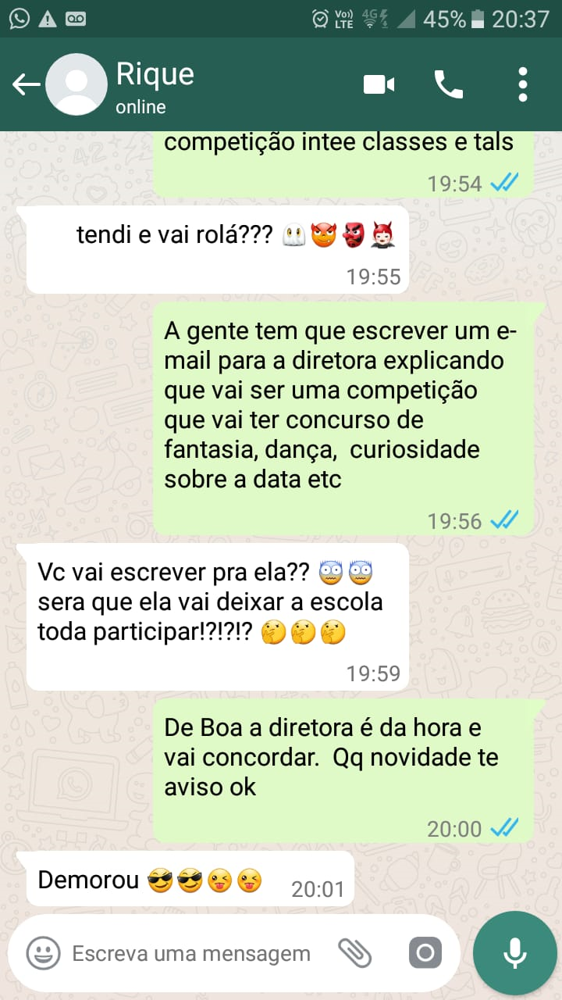 Vo)) LTE 4G 45% 20:37
Rique
online
competição intee classes e tals
19:54
tendi e vai rolá??? 👻😈👹👿
19:55
A gente tem que escrever um e-
mail para a diretora explicando
que vai ser uma competição
que vai ter concurso de
fantasia, dança,  curiosidade
sobre a data etc
19:56
Vc vai escrever pra ela?? 😨😨
sera que ela vai deixar a escola
toda participar!?!?!? 🤔🤔🤔
19:59
De Boa a diretora é da hora e
vai concordar.  Qq novidade te
aviso ok
20:00
Demorou 😎😎😜😜
20:01
Escreva uma mensagem